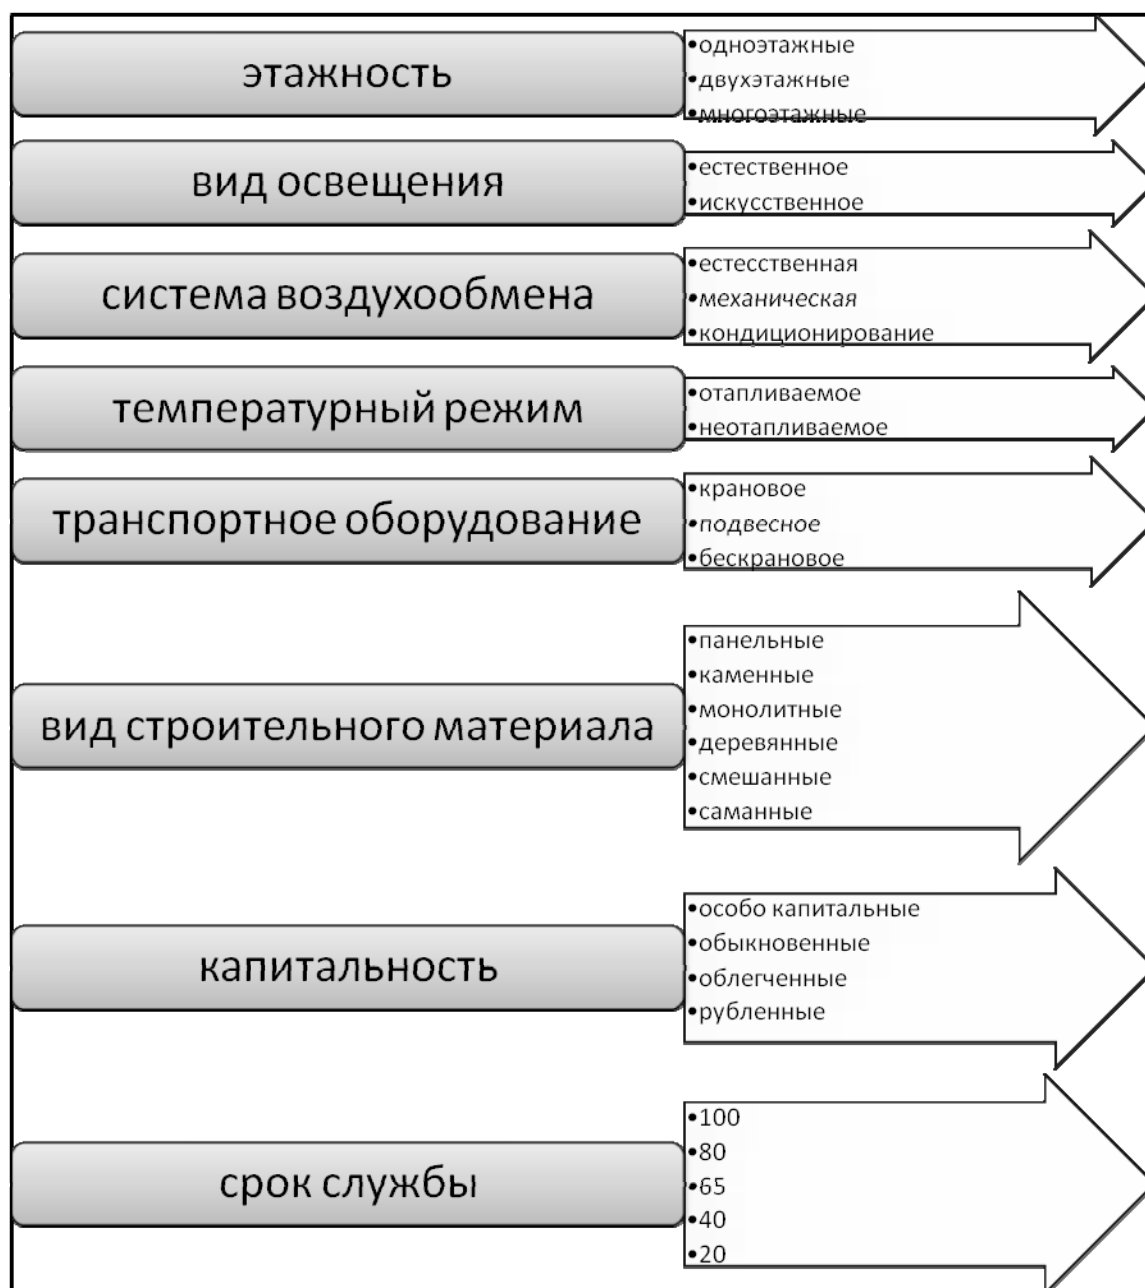 этажность
•одноэтажные
•двухэтажные
•многоэтажные
вид освещения
•естественное
•искусственное
система воздухообмена
•естесственная
•механическая
•кондиционирование
температурный режим
•отапливаемое
•неотапливаемое
транспортное оборудование
•крановое
•подвесное
•бескрановое
вид строительного материала
•панельные
•каменные
•монолитные
•деревянные
•смешанные
•саманные
капитальность
•особо капитальные
•обыкновенные
•облегченные
•рубленные
срок службы
•100
•80
•65
•40
•20